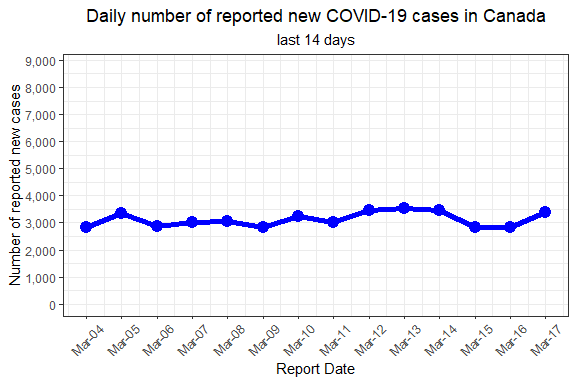 Daily number of reported new COVID-19 cases in Canada
last 14 days
Number of reported new cases
9,000
8,000
7,000
6,000
5,000
4,000
3,000
2,000
1,000
0
Mar-04
Mar-05
Mar-06
Mar-07
Mar-08
Mar-09
Mar-10
Mar-11
Mar-12
Mar-13
Mar-14
Mar-15
Mar-16
Mar-17
Report Date